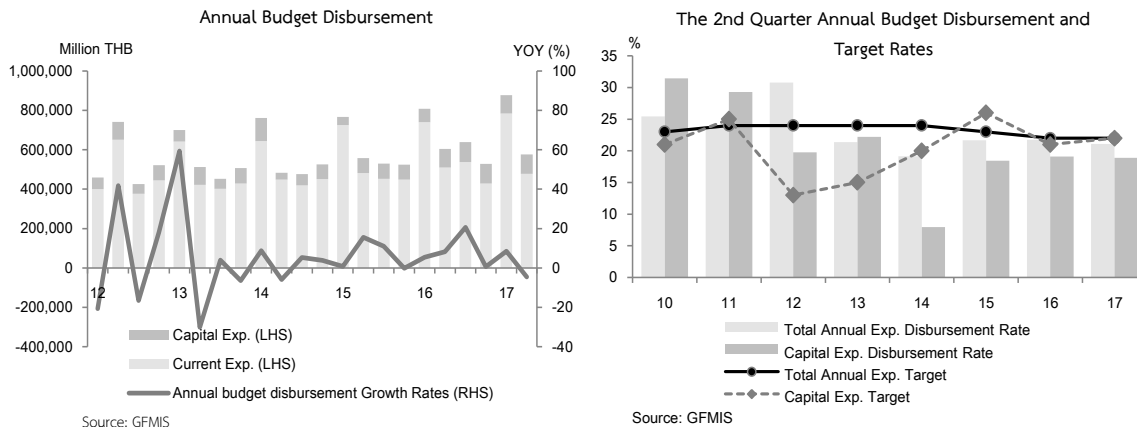 Annual Budget Disbursement
Million THB
YOY (%)
1,000,000
800,000
600,000
400,000
200,000
0
-200,000
-400,000
100
80
60
40
20
0
-20
-40
12
13
14
15
16
17
Capital Exp. (LHS)
Current Exp. (LHS)
Annual budget disbursement Growth Rates (RHS)
Source: GFMIS
The 2nd Quarter Annual Budget Disbursement and
Target Rates
%
35
30
25
20
15
10
5
0
10
11
12
13
14
15
16
17
Total Annual Exp. Disbursement Rate
Capital Exp. Disbursement Rate
Total Annual Exp. Target
Capital Exp. Target
Source: GFMIS